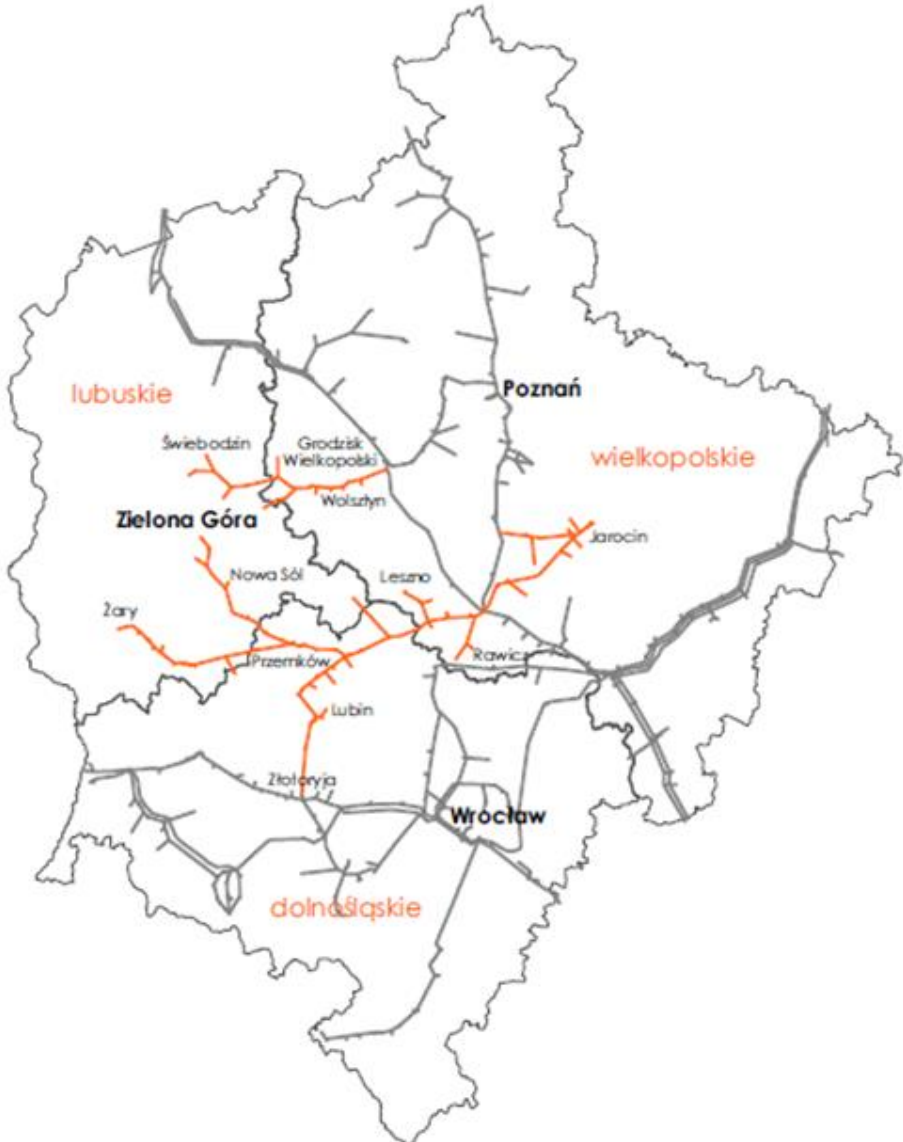 Poznań
lubuskie
Świebodzin
Grodzisk
Wielkopolski
wielkopolskie
Wolsztyn
Zielona Góra
Jarocin
Nowa Sól
Leszno
Żary
Przemków
Rawicz
Lubin
Złotoryja
Wrocław
dolnośląskie